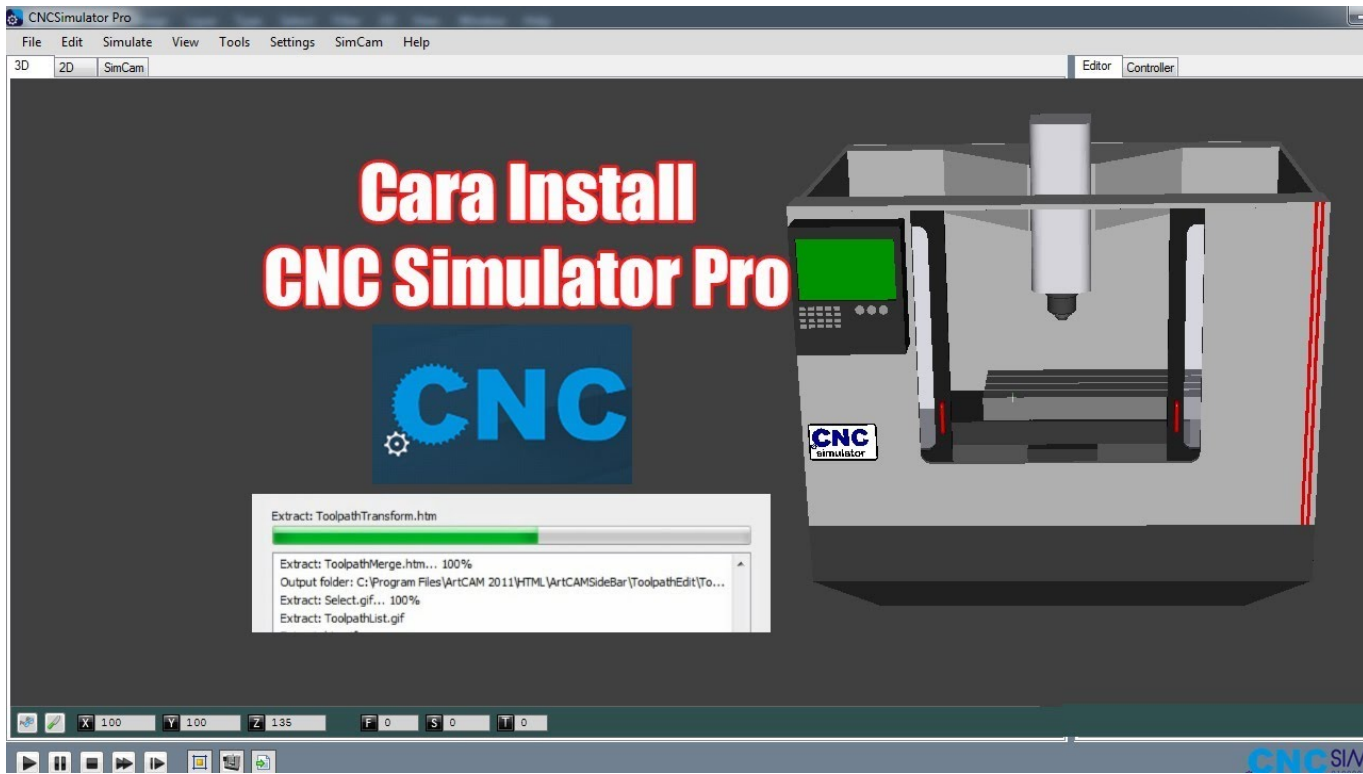 CNCSimulator Pro
File Edit Simulate View Tools Settings SimCam Help
3D 2D SimCam
Editor Controller
Cara Install
CNC Simulator Pro
CNC
CNC
simulator
Extract: ToolpathTransform.htm
Extract: ToolpathMerge.htm... 100%
Output folder: C:\Program Files\ArtCAM 2011\HTML\ArtCAMSideBar\ToolpathEdit\To...
Extract: Select.gif... 100%
Extract: ToolpathList.gif
X 100 Y 100 Z 135 F 0 S 0 T 0
CNC